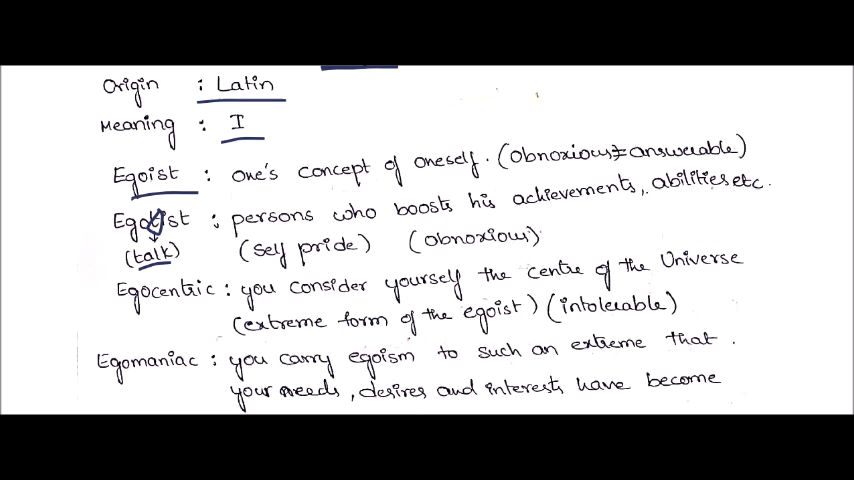 Origin : Latin
Meaning : I
Egoist : one's concept of oneself. (Obnoxious = answerable)
Egotist : persons who boosts his achievements, abilities etc.
(talk) (self pride) (obnoxious)
Egocentric : you consider yourself the centre of the Universe
(extreme form of the egoist) (intolerable)
Egomaniac : you carry egoism to such an extreme that
your needs, desires and interests have become